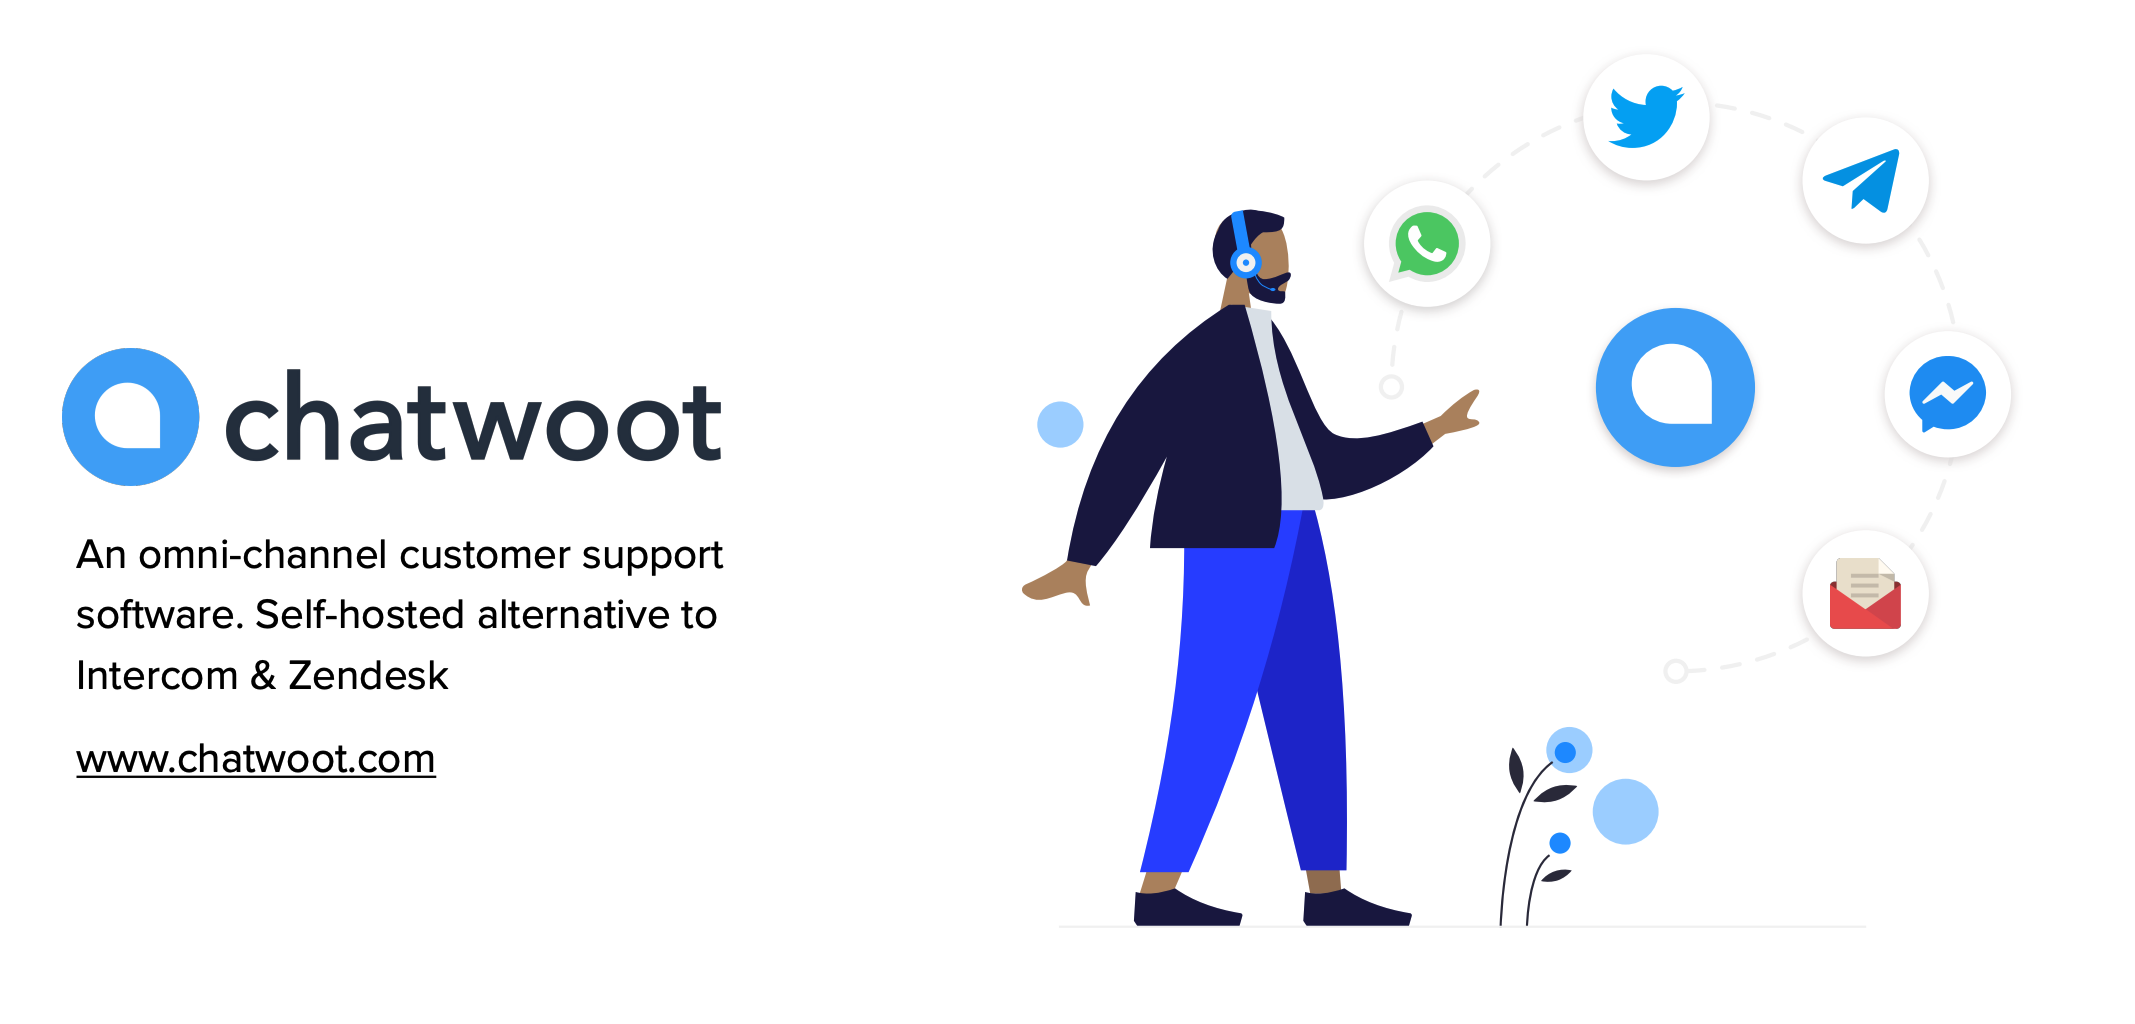 chatwoot
An omni-channel customer support
software. Self-hosted alternative to
Intercom & Zendesk
www.chatwoot.com